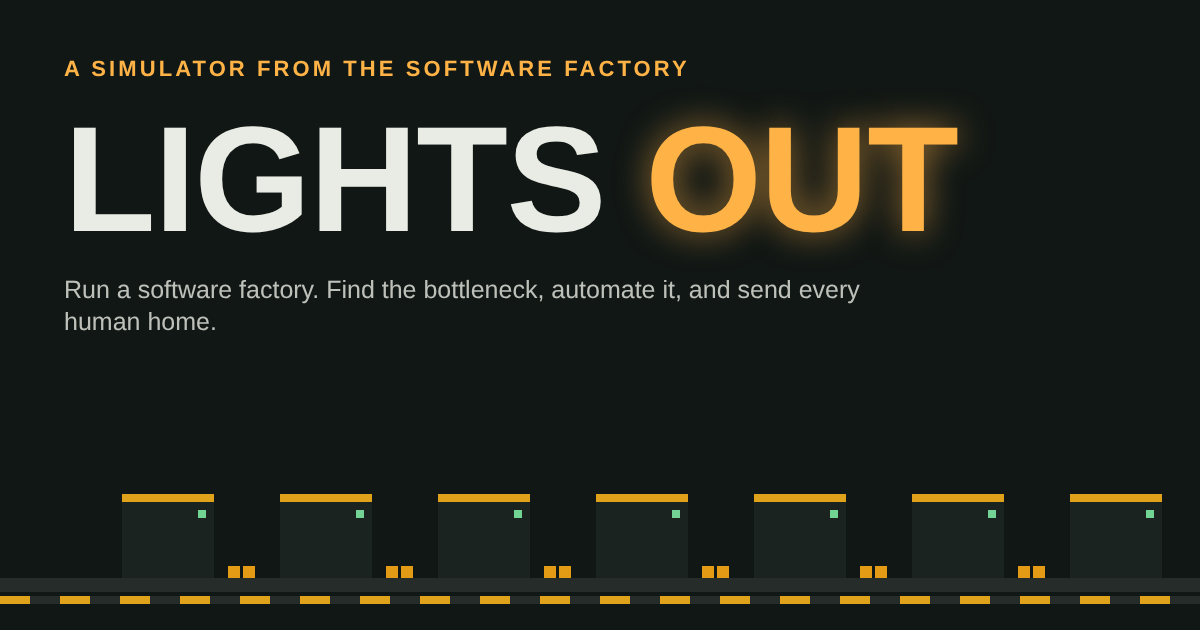 A SIMULATOR FROM THE SOFTWARE FACTORY
LIGHTS OUT
Run a software factory. Find the bottleneck, automate it, and send every
human home.